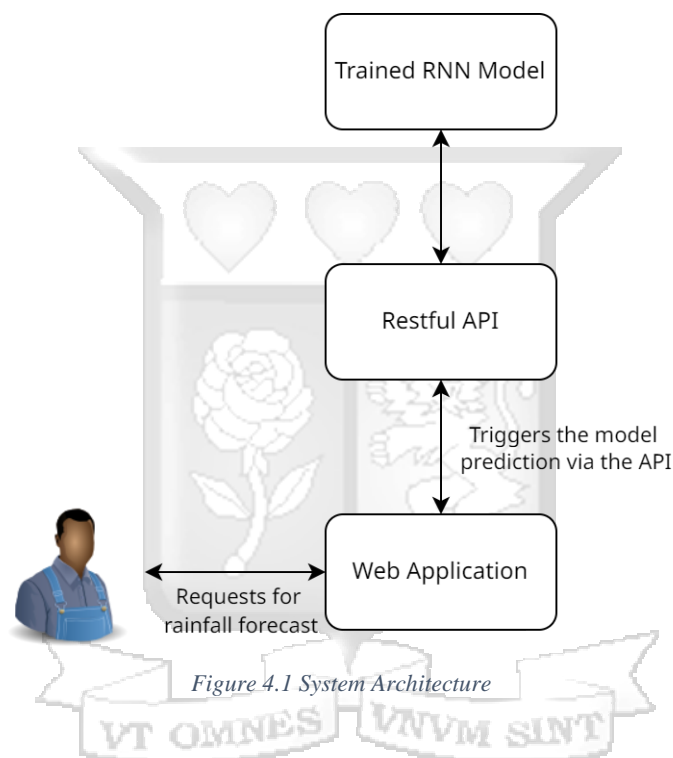 Trained RNN Model
Restful API
Triggers the model
prediction via the API
Web Application
Requests for
rainfall forecast
Figure 4.1 System Architecture
VT OMNES VNVM SINT